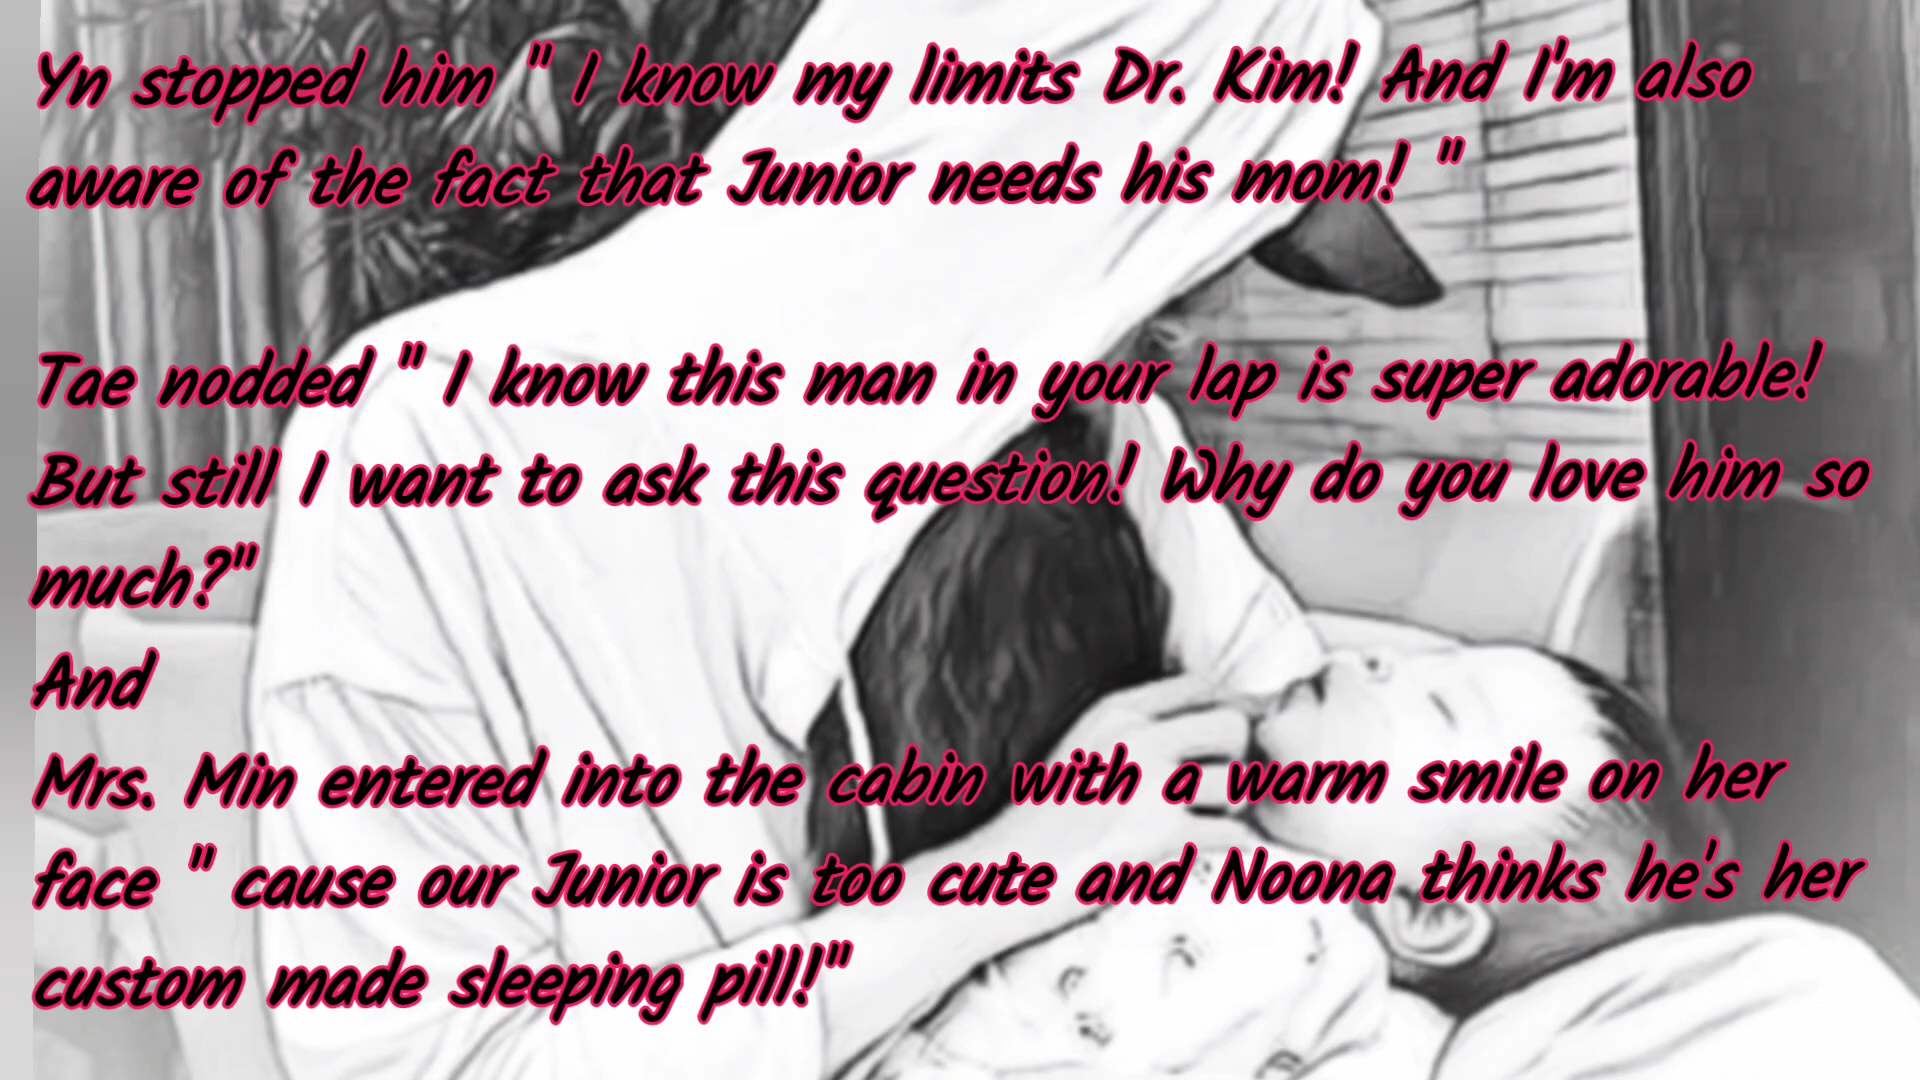 Yn stopped him " I know my limits Dr. Kim! And I'm also
aware of the fact that Junior needs his mom! "
Tae nodded " I know this man in your lap is super adorable!
But still I want to ask this question! Why do you love him so
much?"
And
Mrs. Min entered into the cabin with a warm smile on her
face " cause our Junior is too cute and Noona thinks he's her
custom made sleeping pill!"